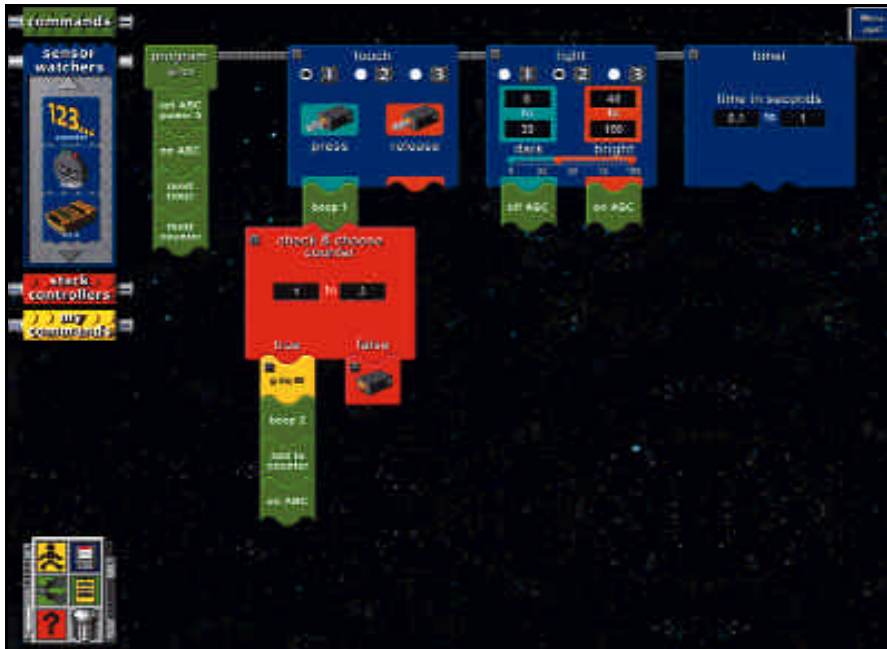 commands
sensor
watchers
123
counter
stack
controllers
my
commands
program
set ABC
power 5
on ABC
reset
timer
reset
counter
touch
1 2 3
press
release
beep 1
light
1 2 3
to
to
100
dark
bright
off ABC
on ABC
timer
time in seconds
0.1 to 1
check & choose
counter
to
true
false
beep 2
add to
counter
on ABC
?